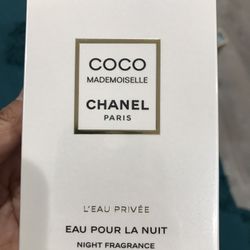 COCO
MADEMOISELLE
CHANEL
PARIS
L'EAU PRIVÉE
EAU POUR LA NUIT
NIGHT FRAGRANCE